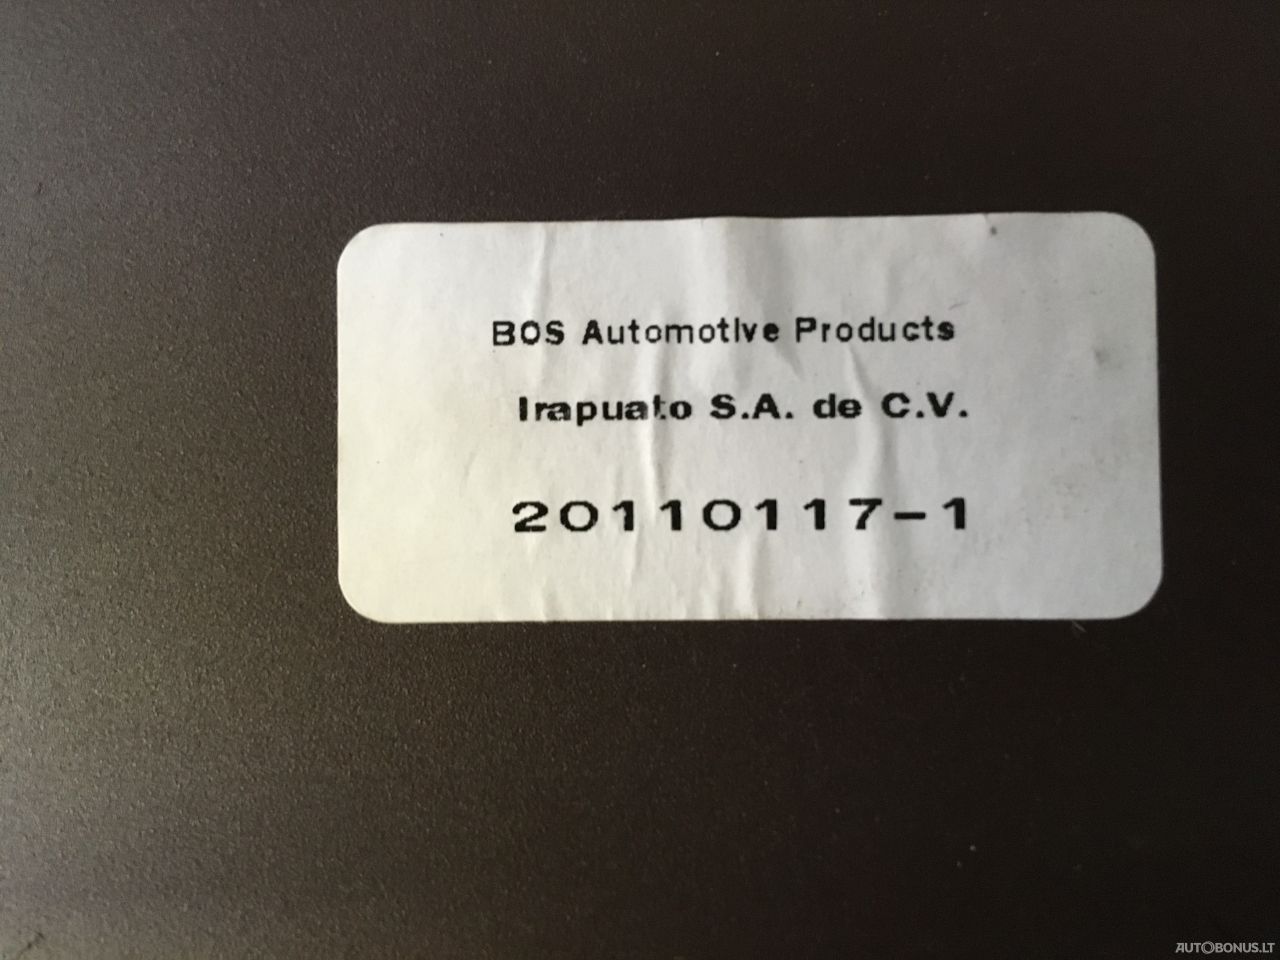 BOS Automotive Products
Irapuato S.A. de C.V.
20110117-1
AUTOBONUS.LT